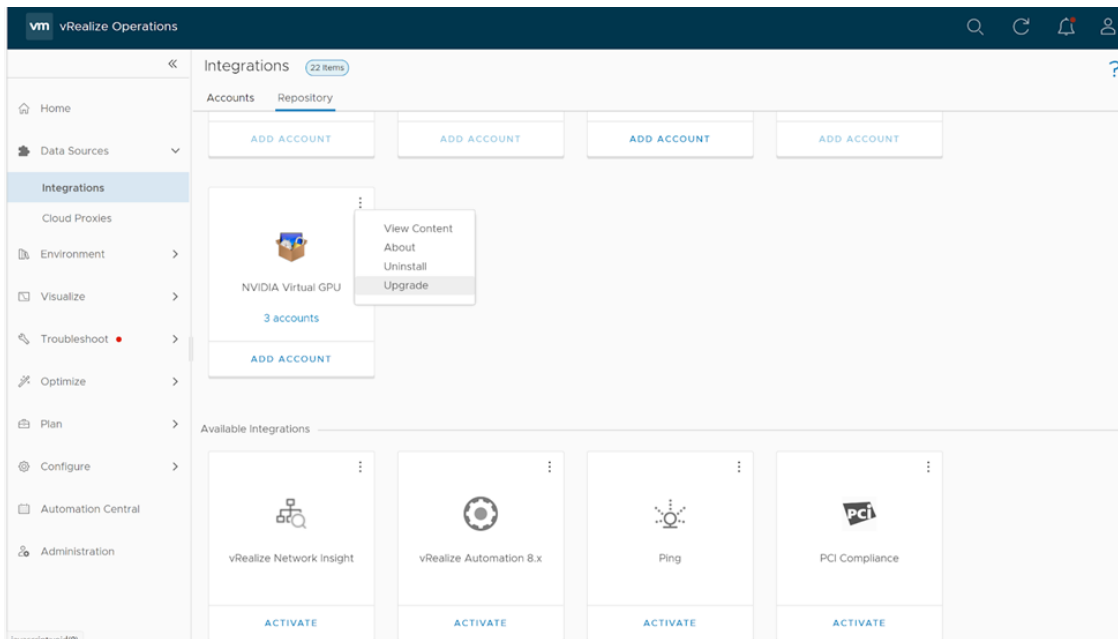 vm vRealize Operations
Integrations 22 Items
?
Accounts Repository
Home
Data Sources
Integrations
Cloud Proxies
Environment
Visualize
Troubleshoot
Optimize
Plan
Configure
Automation Central
Administration
ADD ACCOUNT ADD ACCOUNT ADD ACCOUNT ADD ACCOUNT
View Content
About
Uninstall
Upgrade
NVIDIA Virtual GPU
3 accounts
ADD ACCOUNT
Available Integrations
PCi
vRealize Network Insight vRealize Automation 8.x Ping PCI Compliance
ACTIVATE ACTIVATE ACTIVATE ACTIVATE